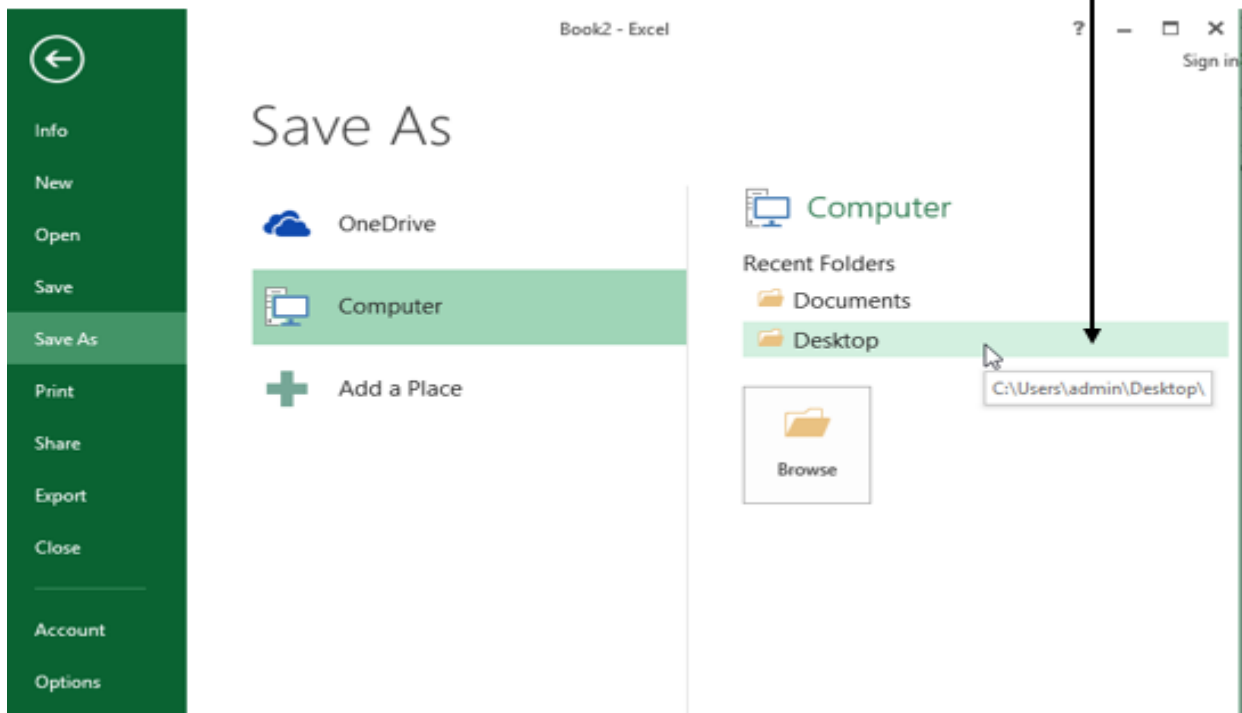 Book2 - Excel
?
Sign in
Info
New
Open
Save
Save As
Print
Share
Export
Close
Account
Options
Save As
OneDrive
Computer
Add a Place
Computer
Recent Folders
Documents
Desktop
C:\Users\admin\Desktop\
Browse